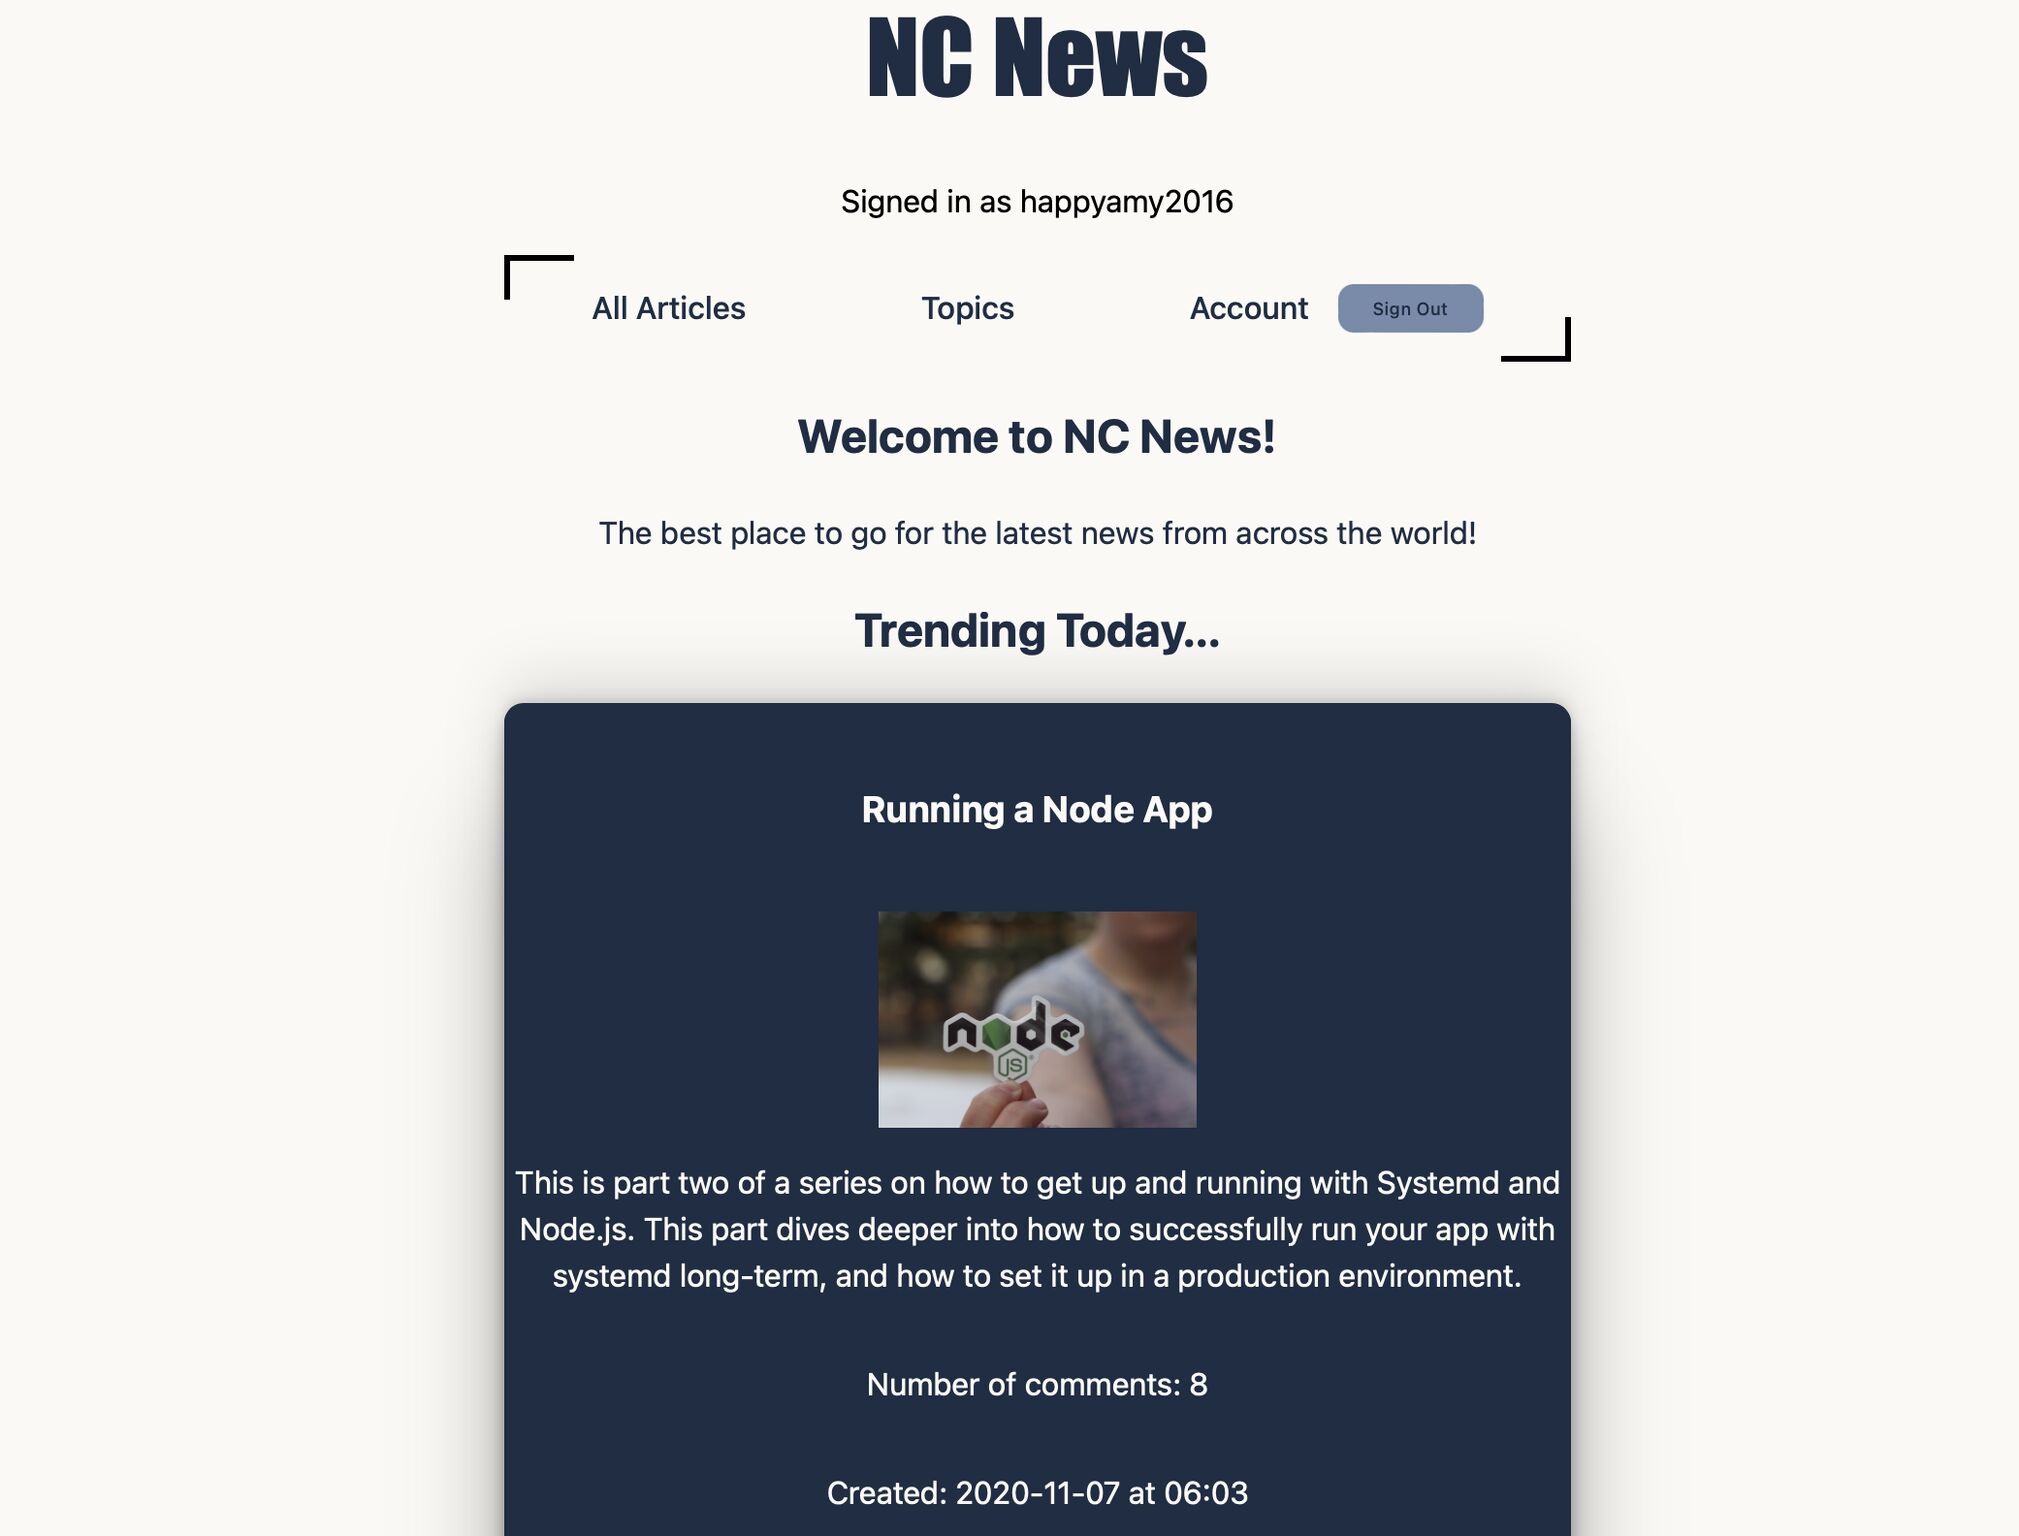 NC News
Signed in as happyamy2016
All Articles Topics Account Sign Out
Welcome to NC News!
The best place to go for the latest news from across the world!
Trending Today...
Running a Node App
node
JS
This is part two of a series on how to get up and running with Systemd and
Node.js. This part dives deeper into how to successfully run your app with
systemd long-term, and how to set it up in a production environment.
Number of comments: 8
Created: 2020-11-07 at 06:03